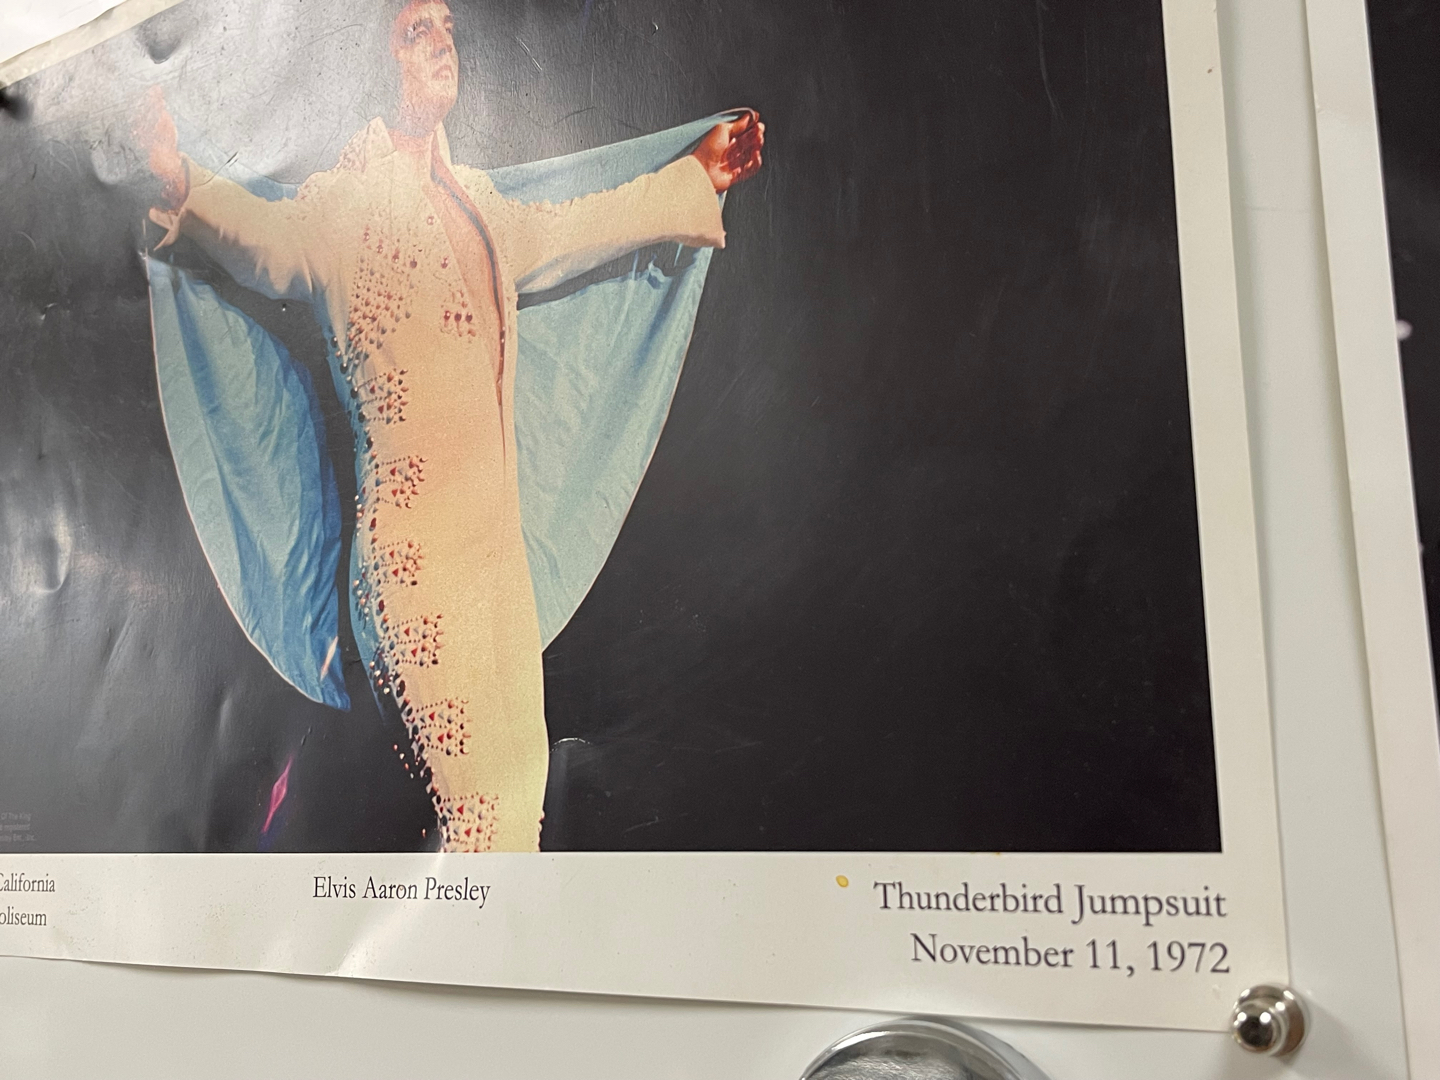 California
oliseum
Elvis Aaron Presley
Thunderbird Jumpsuit
November 11, 1972